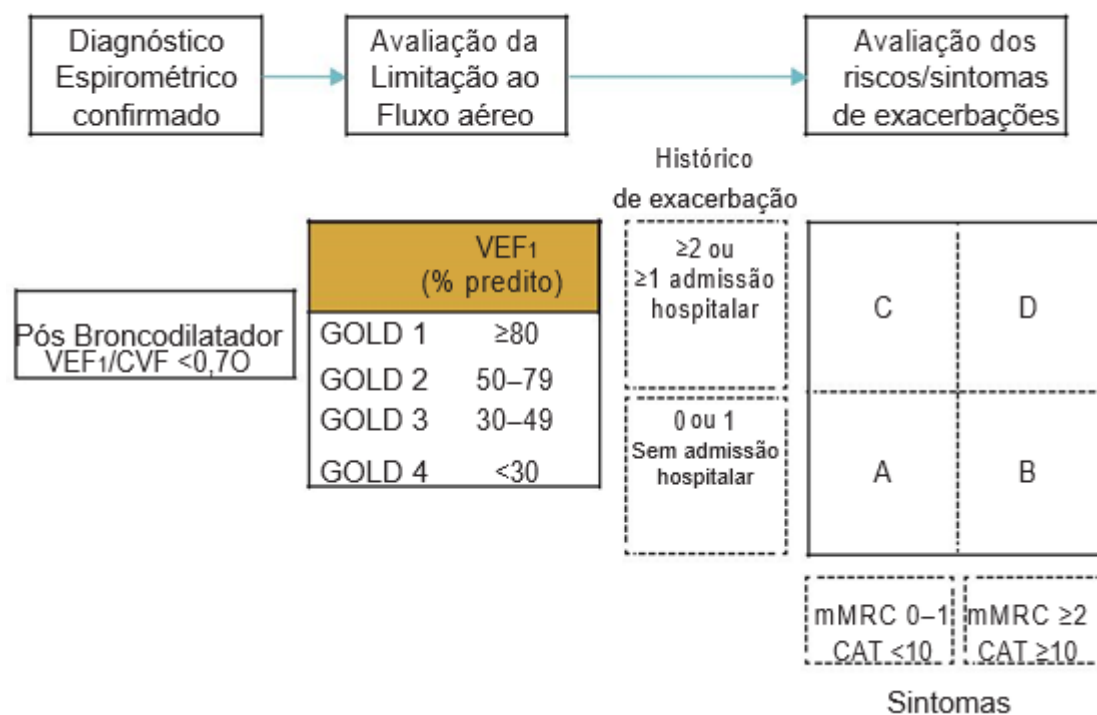 Diagnóstico
Espirométrico
confirmado
Avaliação da
Limitação ao
Fluxo aéreo
Avaliação dos
riscos/sintomas
de exacerbações
Histórico
de exacerbação
Pós Broncodilatador
VEF1/CVF <0,7O
VEF1
(% predito)
GOLD 1 ≥80
GOLD 2 50–79
GOLD 3 30–49
GOLD 4 <30
≥2 ou
≥1 admissão
hospitalar
0 ou 1
Sem admissão
hospitalar
C D
A B
mMRC 0–1
CAT <10
mMRC ≥2
CAT ≥10
Sintomas